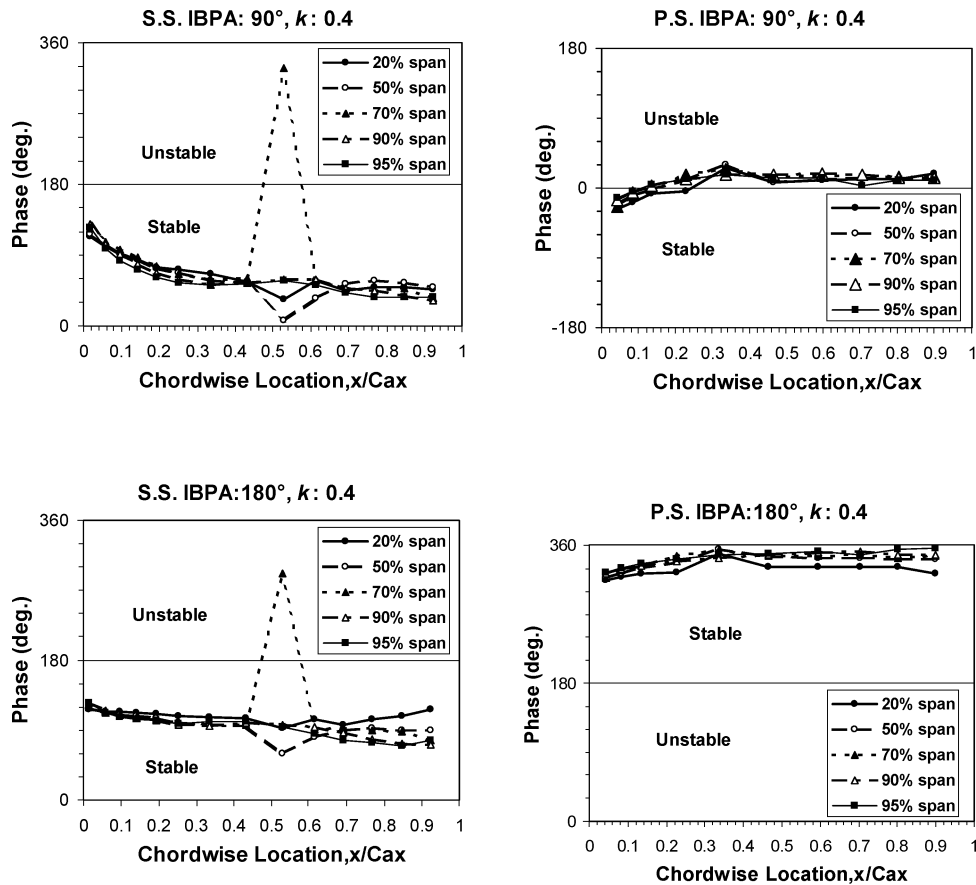 S.S. IBPA: 90°, k: 0.4
360
180
0
Phase (deg.)
Unstable
Stable
20% span
50% span
70% span
90% span
95% span
0 0.1 0.2 0.3 0.4 0.5 0.6 0.7 0.8 0.9 1
Chordwise Location,x/Cax
P.S. IBPA: 90°, k: 0.4
180
0
-180
Phase (deg.)
Unstable
Stable
20% span
50% span
70% span
90% span
95% span
0 0.1 0.2 0.3 0.4 0.5 0.6 0.7 0.8 0.9 1
Chordwise Location,x/Cax
S.S. IBPA:180°, k: 0.4
360
180
0
Phase (deg.)
Unstable
Stable
20% span
50% span
70% span
90% span
95% span
0 0.1 0.2 0.3 0.4 0.5 0.6 0.7 0.8 0.9 1
Chordwise Location,x/Cax
P.S. IBPA:180°, k: 0.4
360
180
0
Phase (deg.)
Stable
Unstable
20% span
50% span
70% span
90% span
95% span
0 0.1 0.2 0.3 0.4 0.5 0.6 0.7 0.8 0.9 1
Chordwise Location,x/Cax